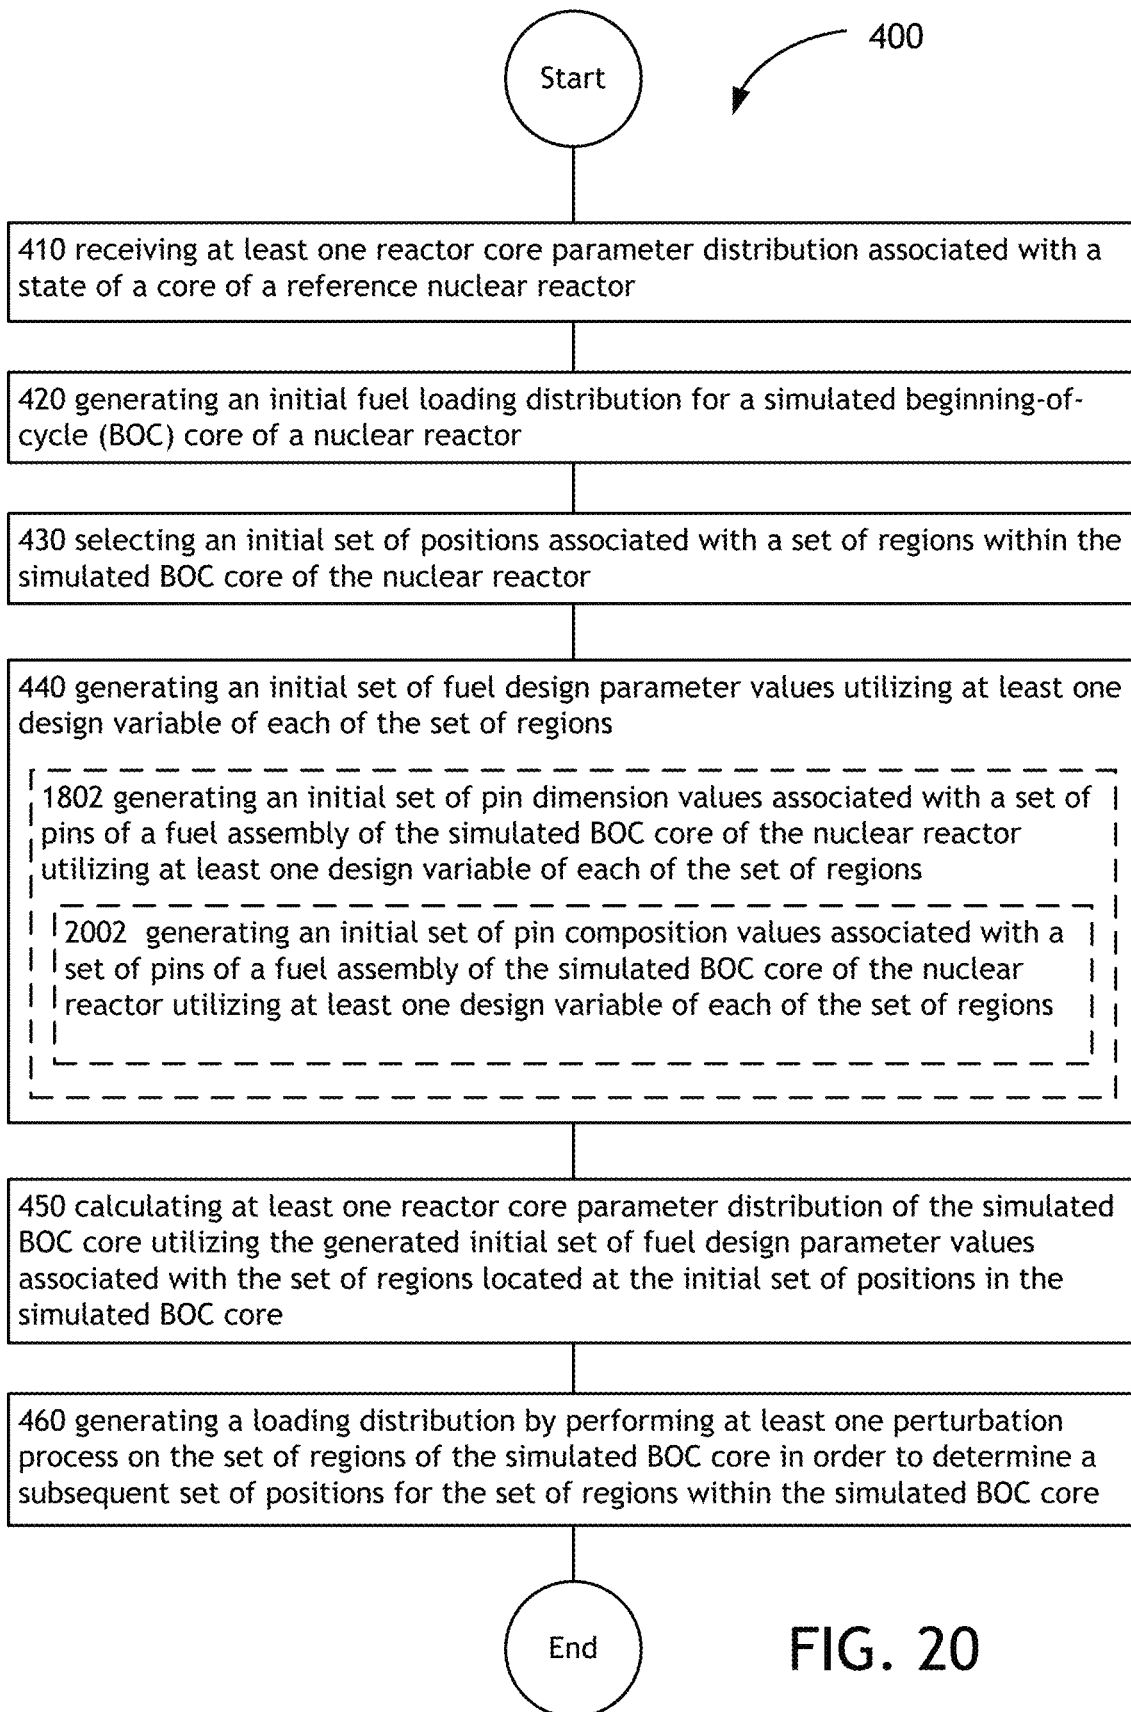 400
Start
410 receiving at least one reactor core parameter distribution associated with a
state of a core of a reference nuclear reactor
420 generating an initial fuel loading distribution for a simulated beginning-of-
cycle (BOC) core of a nuclear reactor
430 selecting an initial set of positions associated with a set of regions within the
simulated BOC core of the nuclear reactor
440 generating an initial set of fuel design parameter values utilizing at least one
design variable of each of the set of regions
1802 generating an initial set of pin dimension values associated with a set of
pins of a fuel assembly of the simulated BOC core of the nuclear reactor
utilizing at least one design variable of each of the set of regions
2002 generating an initial set of pin composition values associated with a
set of pins of a fuel assembly of the simulated BOC core of the nuclear
reactor utilizing at least one design variable of each of the set of regions
450 calculating at least one reactor core parameter distribution of the simulated
BOC core utilizing the generated initial set of fuel design parameter values
associated with the set of regions located at the initial set of positions in the
simulated BOC core
460 generating a loading distribution by performing at least one perturbation
process on the set of regions of the simulated BOC core in order to determine a
subsequent set of positions for the set of regions within the simulated BOC core
End
FIG. 20